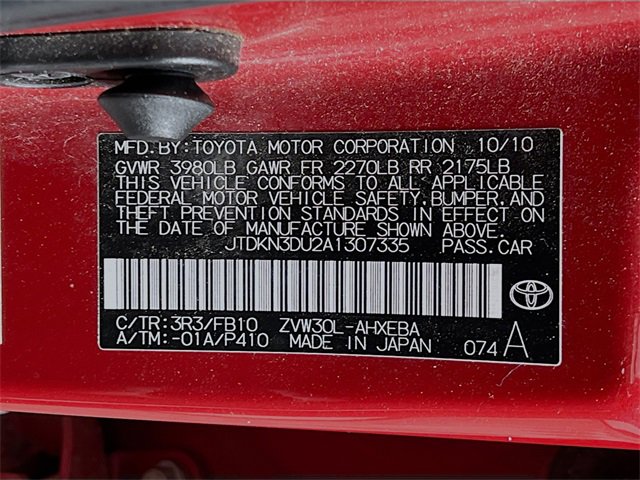 MFD.BY:TOYOTA MOTOR CORPORATION 10/10
GVWR 3980LB GAWR FR 2270LB RR 2175LB
THIS VEHICLE CONFORMS TO ALL APPLICABLE
FEDERAL MOTOR VEHICLE SAFETY,BUMPER,AND
THEFT PREVENTION STANDARDS IN EFFECT ON
THE DATE OF MANUFACTURE SHOWN ABOVE.
JTDKN3DU2A1307335 PASS.CAR
C/TR:3R3/FB10 ZVW30L-AHXEBA
A/TM:-01A/P410 MADE IN JAPAN 074 A